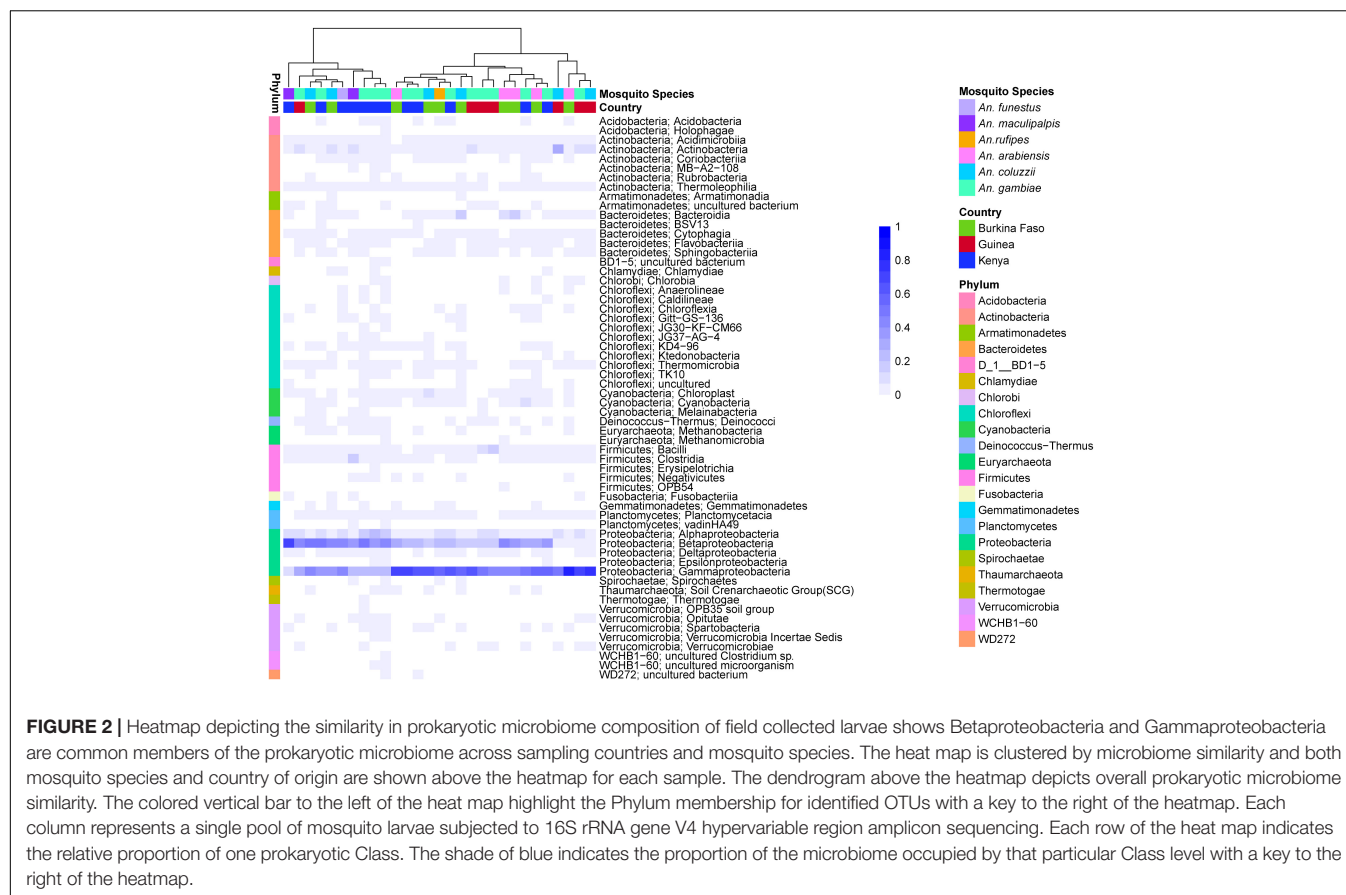 Phylum
Mosquito Species
Country
Acidobacteria; Acidobacteria
Acidobacteria; Holophagae
Actinobacteria; Acidimicrobiia
Actinobacteria; Actinobacteria
Actinobacteria; Coriobacteriia
Actinobacteria; MB−A2−108
Actinobacteria; Rubrobacteria
Actinobacteria; Thermoleophilia
Armatimonadetes; Armatimonadia
Armatimonadetes; uncultured bacterium
Bacteroidetes; Bacteroidia
Bacteroidetes; BSV13
Bacteroidetes; Cytophagia
Bacteroidetes; Flavobacteriia
Bacteroidetes; Sphingobacteriia
BD1−5; uncultured bacterium
Chlamydiae; Chlamydiae
Chlorobi; Chlorobia
Chloroflexi; Anaerolineae
Chloroflexi; Caldilineae
Chloroflexi; Chloroflexia
Chloroflexi; Gitt−GS−136
Chloroflexi; JG30−KF−CM66
Chloroflexi; JG37−AG−4
Chloroflexi; KD4−96
Chloroflexi; Ktedonobacteria
Chloroflexi; Thermomicrobia
Chloroflexi; TK10
Chloroflexi; uncultured
Cyanobacteria; Chloroplast
Cyanobacteria; Cyanobacteria
Cyanobacteria; Melainabacteria
Deinococcus−Thermus; Deinococci
Euryarchaeota; Methanobacteria
Euryarchaeota; Methanomicrobia
Firmicutes; Bacilli
Firmicutes; Clostridia
Firmicutes; Erysipelotrichia
Firmicutes; Negativicutes
Firmicutes; OPB54
Fusobacteria; Fusobacteriia
Gemmatimonadetes; Gemmatimonadetes
Planctomycetes; Planctomycetacia
Planctomycetes; vadinHA49
Proteobacteria; Alphaproteobacteria
Proteobacteria; Betaproteobacteria
Proteobacteria; Deltaproteobacteria
Proteobacteria; Epsilonproteobacteria
Proteobacteria; Gammaproteobacteria
Spirochaetae; Spirochaetes
Thaumarchaeota; Soil Crenarchaeotic Group(SCG)
Thermotogae; Thermotogae
Verrucomicrobia; OPB35 soil group
Verrucomicrobia; Opitutae
Verrucomicrobia; Spartobacteria
Verrucomicrobia; Verrucomicrobia Incertae Sedis
Verrucomicrobia; Verrucomicrobiae
WCHB1−60; uncultured Clostridium sp.
WCHB1−60; uncultured microorganism
WD272; uncultured bacterium
1
0.8
0.6
0.4
0.2
0
Mosquito Species
An. funestus
An. maculipalpis
An.rufipes
An. arabiensis
An. coluzzii
An. gambiae
Country
Burkina Faso
Guinea
Kenya
Phylum
Acidobacteria
Actinobacteria
Armatimonadetes
Bacteroidetes
D_1__BD1−5
Chlamydiae
Chlorobi
Chloroflexi
Cyanobacteria
Deinococcus−Thermus
Euryarchaeota
Firmicutes
Fusobacteria
Gemmatimonadetes
Planctomycetes
Proteobacteria
Spirochaetae
Thaumarchaeota
Thermotogae
Verrucomicrobia
WCHB1−60
WD272
FIGURE 2 | Heatmap depicting the similarity in prokaryotic microbiome composition of field collected larvae shows Betaproteobacteria and Gammaproteobacteria
are common members of the prokaryotic microbiome across sampling countries and mosquito species. The heat map is clustered by microbiome similarity and both
mosquito species and country of origin are shown above the heatmap for each sample. The dendrogram above the heatmap depicts overall prokaryotic microbiome
similarity. The colored vertical bar to the left of the heat map highlight the Phylum membership for identified OTUs with a key to the right of the heatmap. Each
column represents a single pool of mosquito larvae subjected to 16S rRNA gene V4 hypervariable region amplicon sequencing. Each row of the heat map indicates
the relative proportion of one prokaryotic Class. The shade of blue indicates the proportion of the microbiome occupied by that particular Class level with a key to the
right of the heatmap.